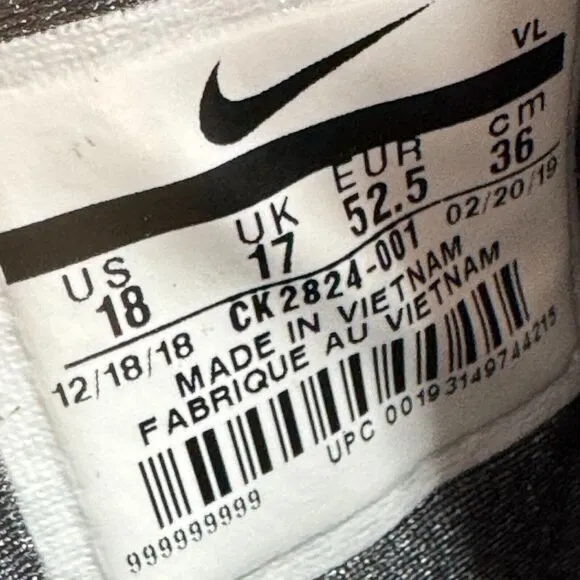 VL
US UK EUR cm
18 17 52.5 36
12/18/18 CK2824-001 02/20/19
MADE IN VIETNAM
FABRIQUE AU VIETNAM
UPC 00193149744215
999999999